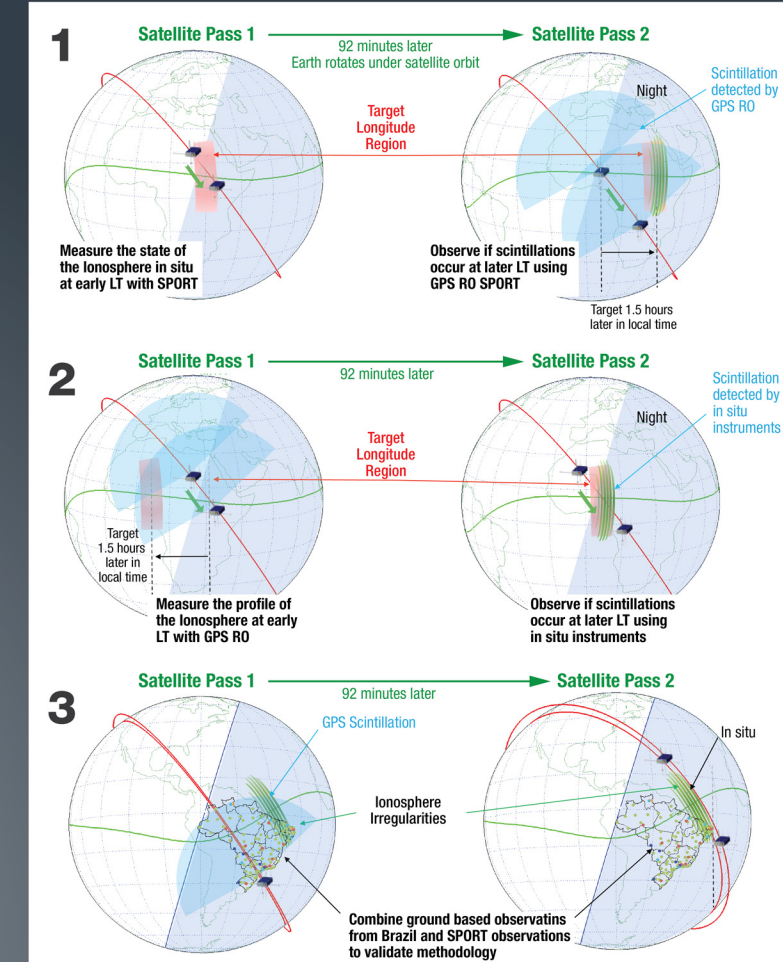 1
Satellite Pass 1
92 minutes later
Earth rotates under satellite orbit
Satellite Pass 2
Night
Scintillation
detected by
GPS RO
Target
Longitude
Region
Measure the state of
the Ionosphere in situ
at early LT with SPORT
Observe if scintillations
occur at later LT using
GPS RO SPORT
Target 1.5 hours
later in local time
2
Satellite Pass 1
92 minutes later
Satellite Pass 2
Night
Scintillation
detected by
in situ
instruments
Target
Longitude
Region
Target
1.5 hours
later in
local time
Measure the profile of
the Ionosphere at early
LT with GPS RO
Observe if scintillations
occur at later LT using
in situ instruments
3
Satellite Pass 1
92 minutes later
Satellite Pass 2
GPS Scintillation
In situ
Ionosphere
Irregularities
Combine ground based observatins
from Brazil and SPORT observations
to validate methodology